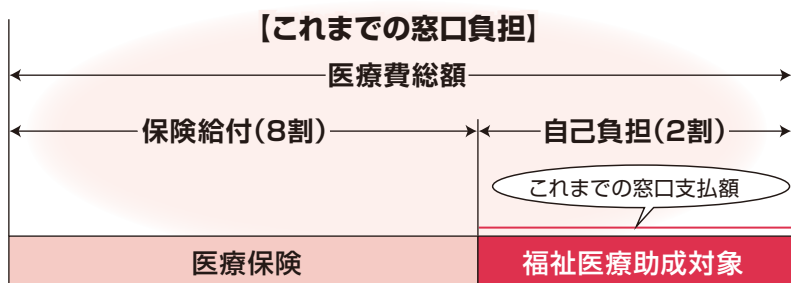 【これまでの窓口負担】
医療費総額
保険給付(8割) 自己負担(2割)
これまでの窓口支払額
医療保険 福祉医療助成対象